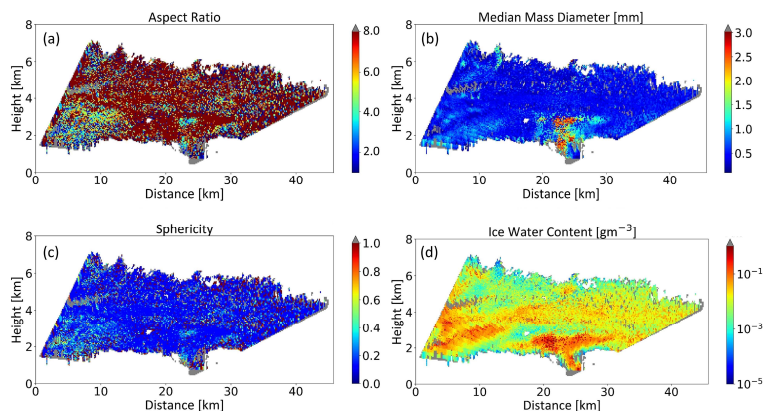 Aspect Ratio
(a)
Height [km]
8
6
4
2
0
0 10 20 30 40
Distance [km]
8.0
6.0
4.0
2.0
Median Mass Diameter [mm]
(b)
Height [km]
8
6
4
2
0
0 10 20 30 40
Distance [km]
3.0
2.5
2.0
1.5
1.0
0.5
Sphericity
(c)
Height [km]
8
6
4
2
0
0 10 20 30 40
Distance [km]
1.0
0.8
0.6
0.4
0.2
0.0
Ice Water Content [gm⁻³]
(d)
Height [km]
8
6
4
2
0
0 10 20 30 40
Distance [km]
10⁻¹
10⁻³
10⁻⁵